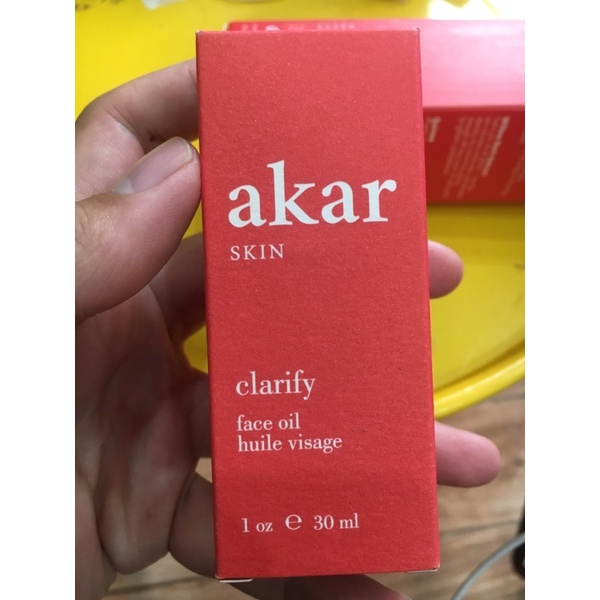 akar
SKIN
clarify
face oil
huile visage
1 oz ℮ 30 ml